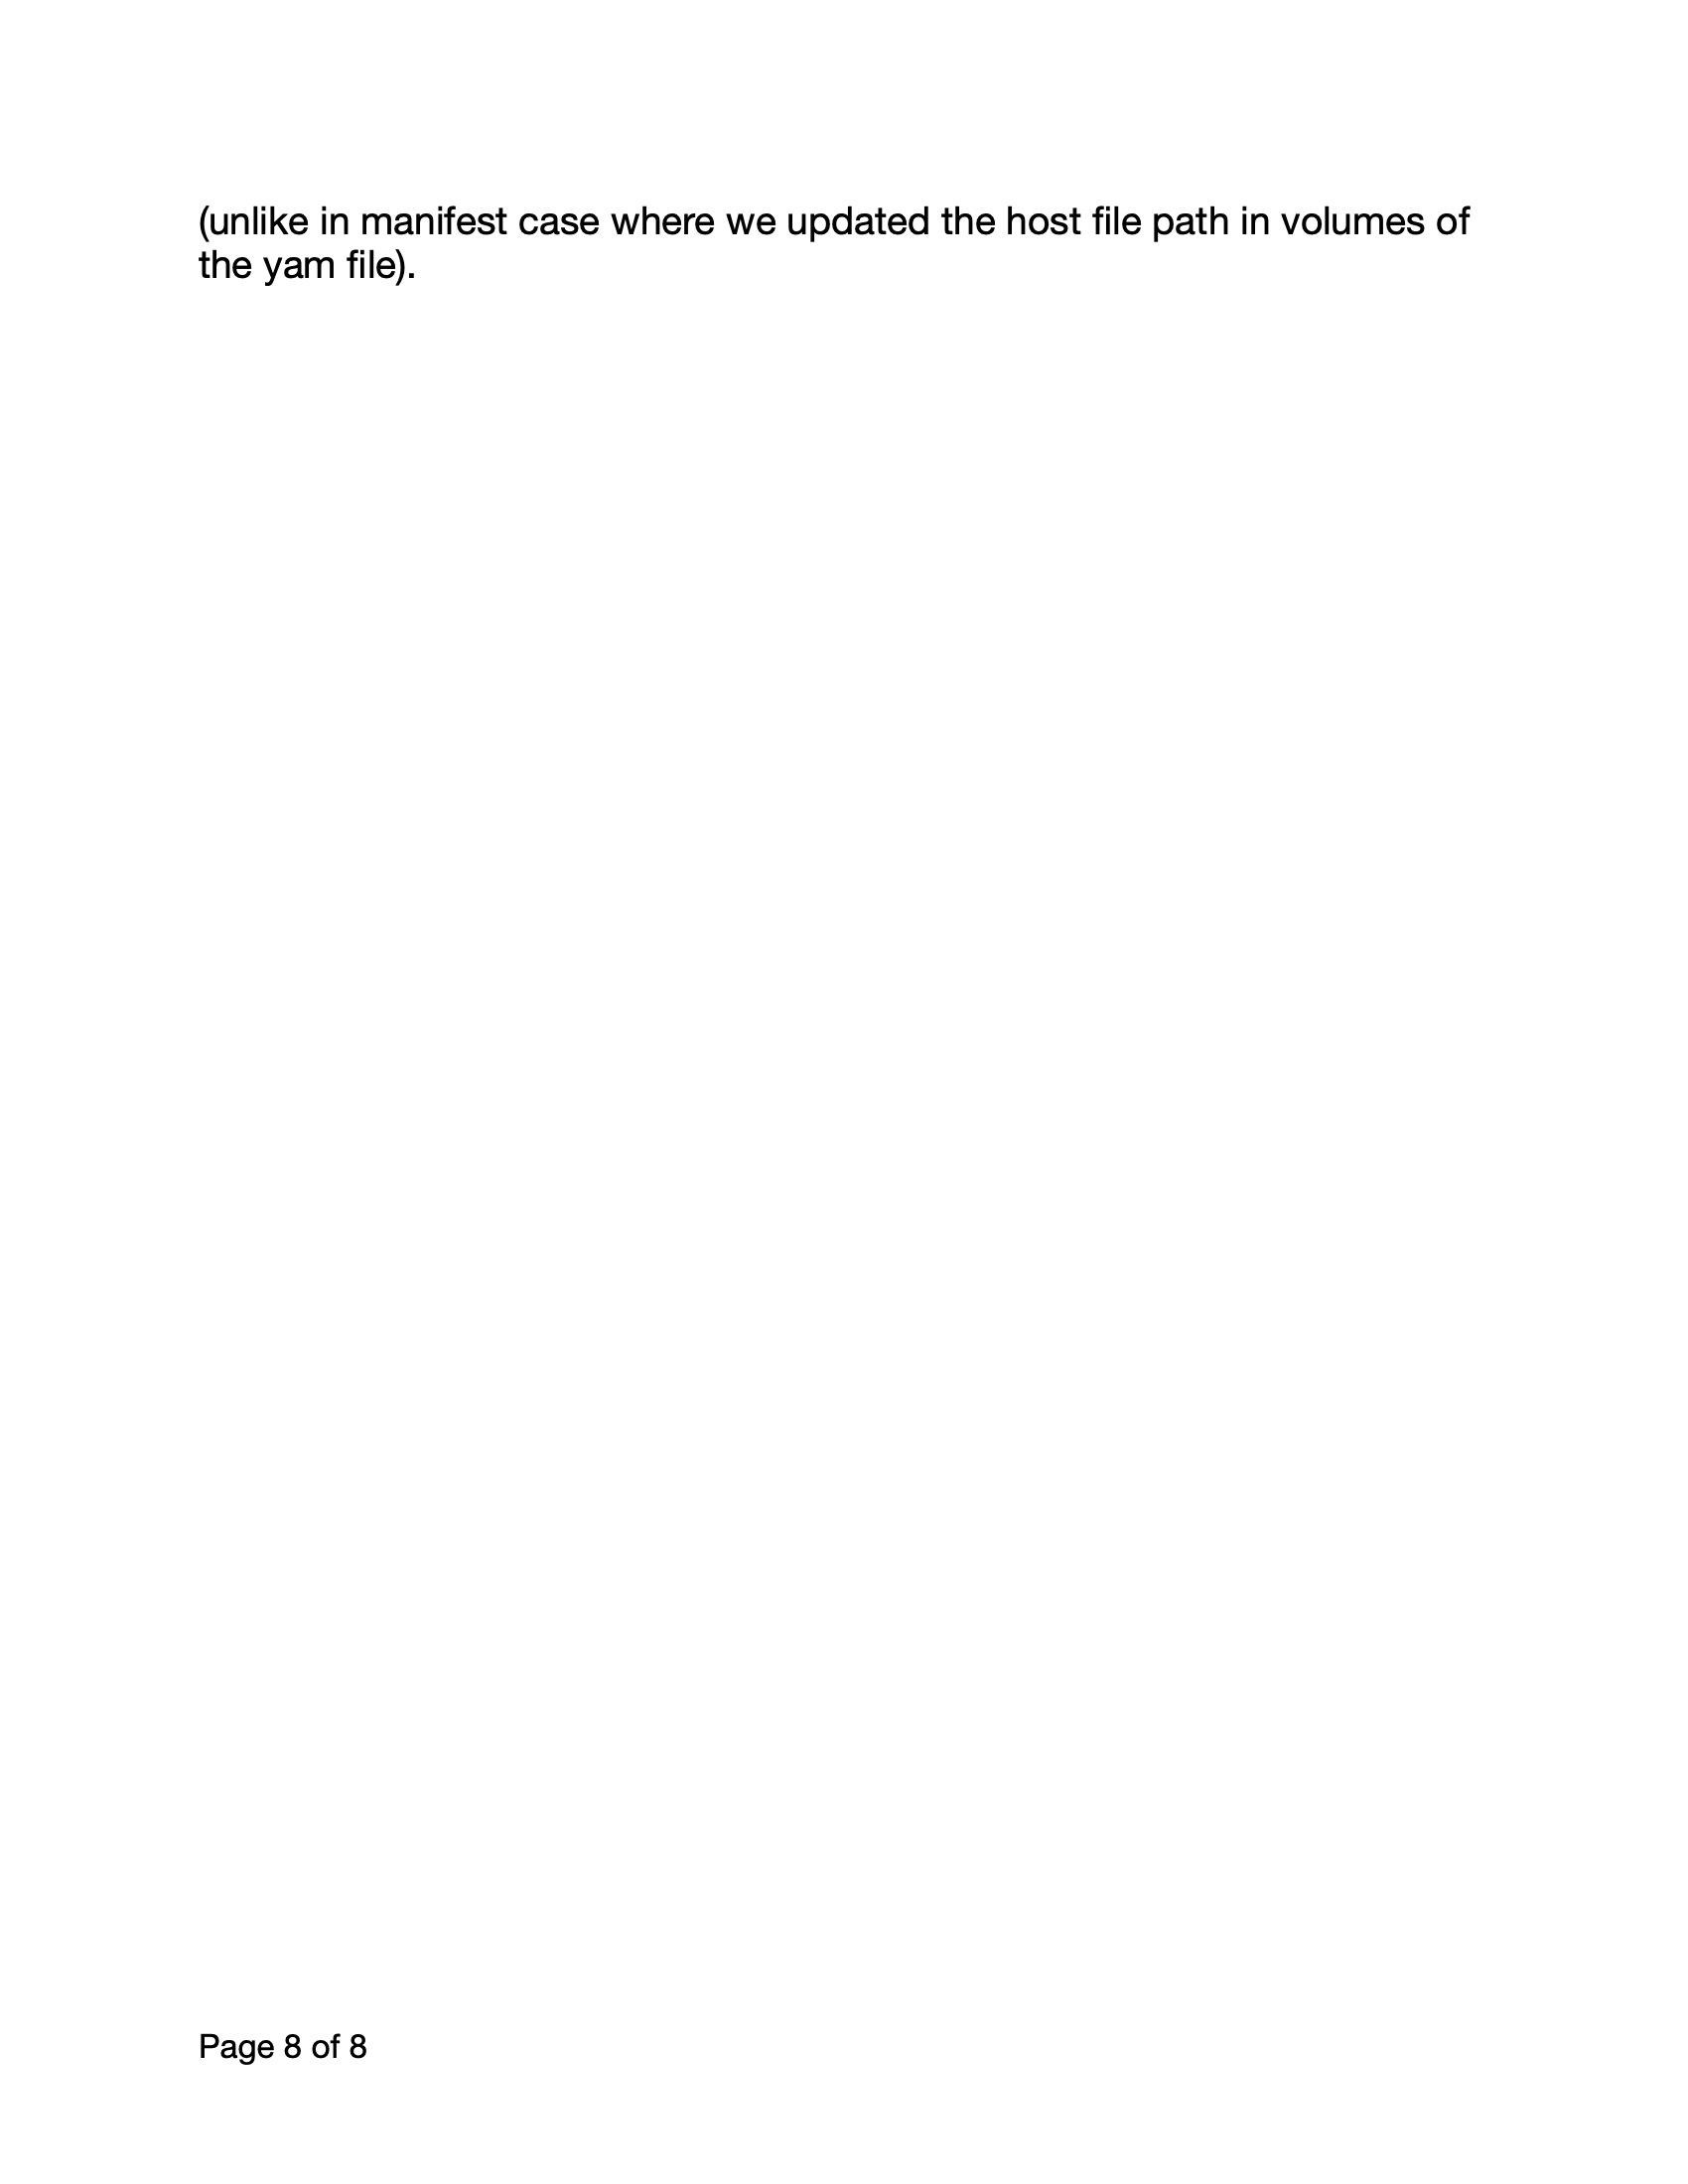 (unlike in manifest case where we updated the host file path in volumes of
the yam file).
Page 8 of 8